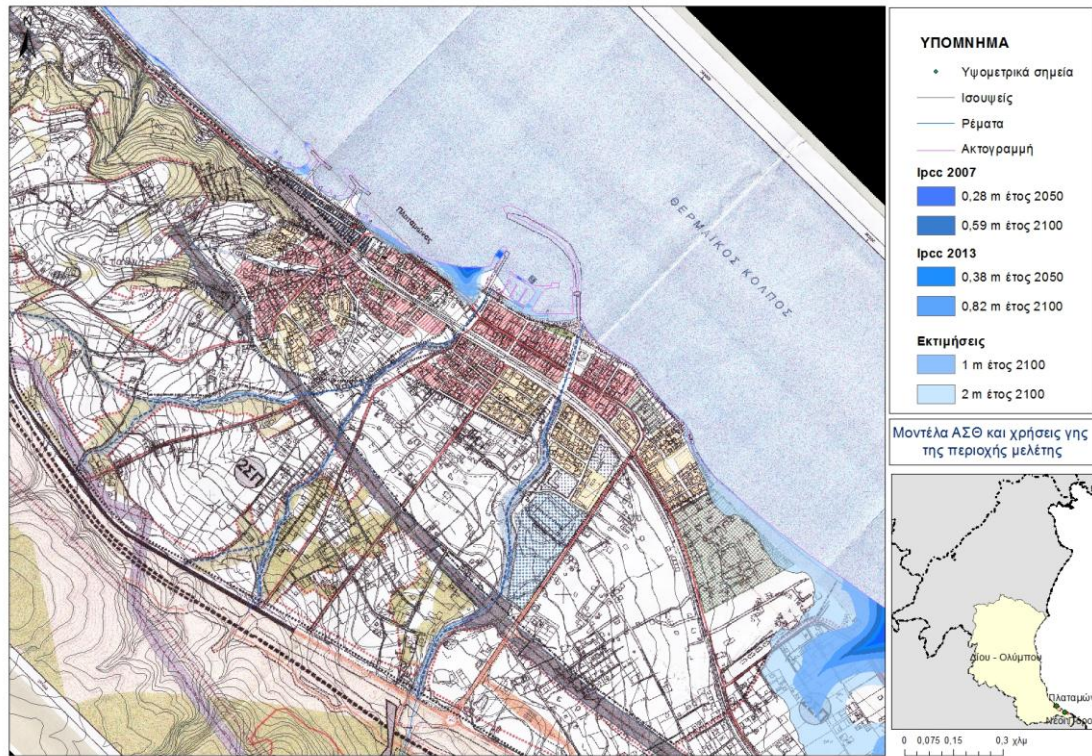 N
Πλαταμώνας
ΘΕΡΜΑΪΚΟΣ ΚΟΛΠΟΣ
ΠΣ2
ΥΠΟΜΝΗΜΑ
Υψομετρικά σημεία
Ισουψείς
Ρέματα
Ακτογραμμή
Ipcc 2007
0,28 m έτος 2050
0,59 m έτος 2100
Ipcc 2013
0,38 m έτος 2050
0,82 m έτος 2100
Εκτιμήσεις
1 m έτος 2100
2 m έτος 2100
Μοντέλα ΑΣΘ και χρήσεις γης
της περιοχής μελέτης
Δίου - Ολύμπου
0 0,075 0,15 0,3 χλμ